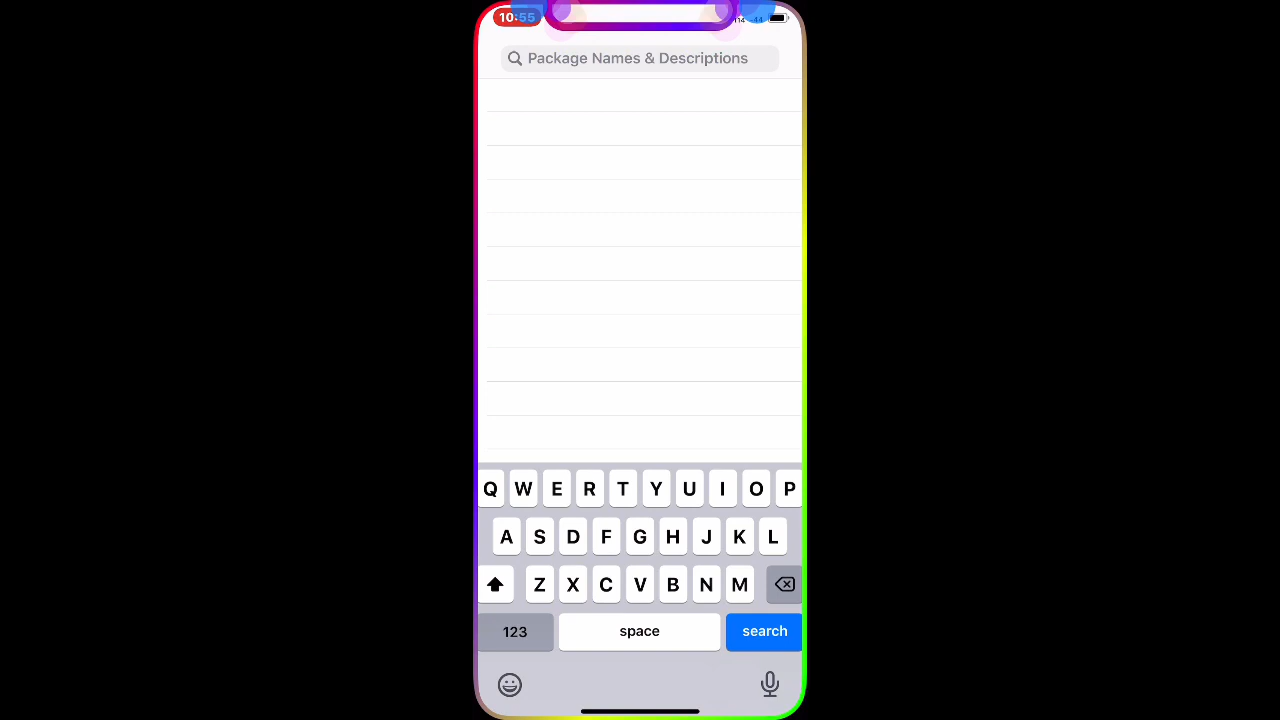 10:55
Package Names & Descriptions
Q W E R T Y U I O P
A S D F G H J K L
Z X C V B N M
123 space search